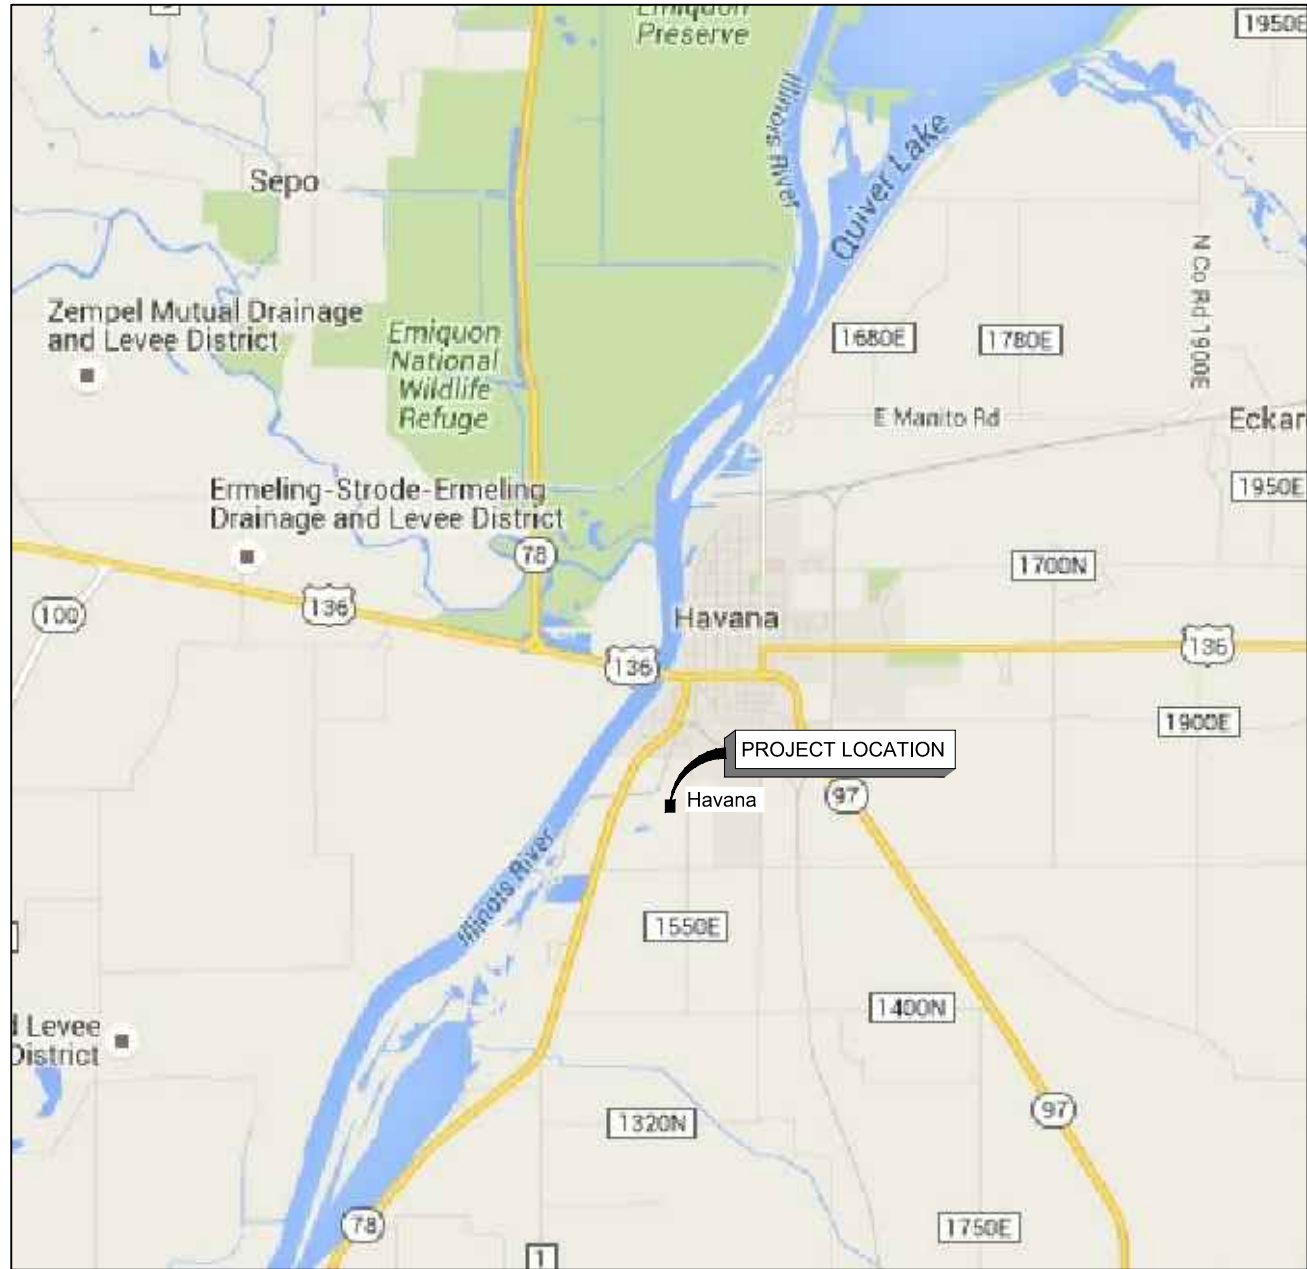 Emiquon
Preserve
1950E
Illinois River
Quiver Lake
Sepo
N Co Rd 1900E
Zempel Mutual Drainage
and Levee District
Emiquon
National
Wildlife
Refuge
1680E
1780E
E Manito Rd
Eckar
1950E
Ermeling-Strode-Ermeling
Drainage and Levee District
78
1700N
100
136
Havana
136
136
1900E
PROJECT LOCATION
Havana
97
Illinois River
1550E
1400N
Levee
District
97
1320N
78
1750E
1